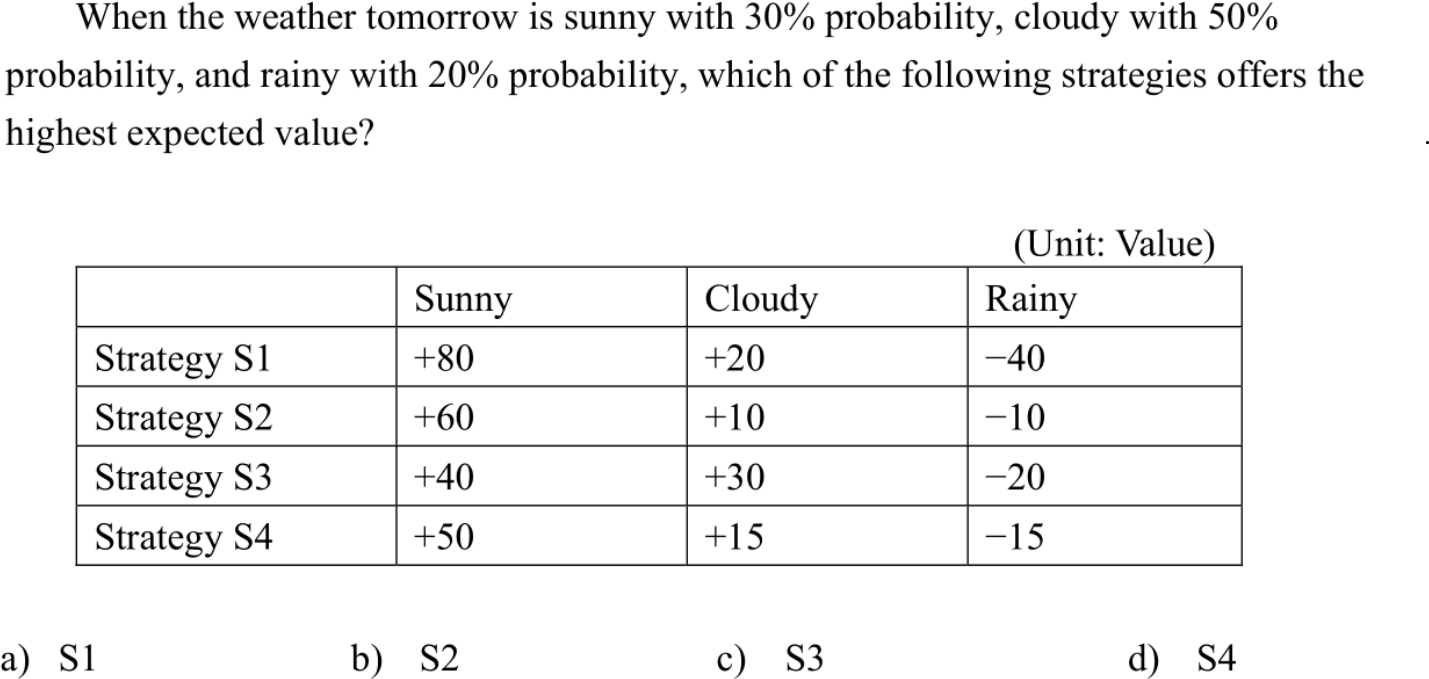 When the weather tomorrow is sunny with 30% probability, cloudy with 50%
probability, and rainy with 20% probability, which of the following strategies offers the
highest expected value?
(Unit: Value)
Sunny Cloudy Rainy
Strategy S1 +80 +20 −40
Strategy S2 +60 +10 −10
Strategy S3 +40 +30 −20
Strategy S4 +50 +15 −15
a) S1 b) S2 c) S3 d) S4